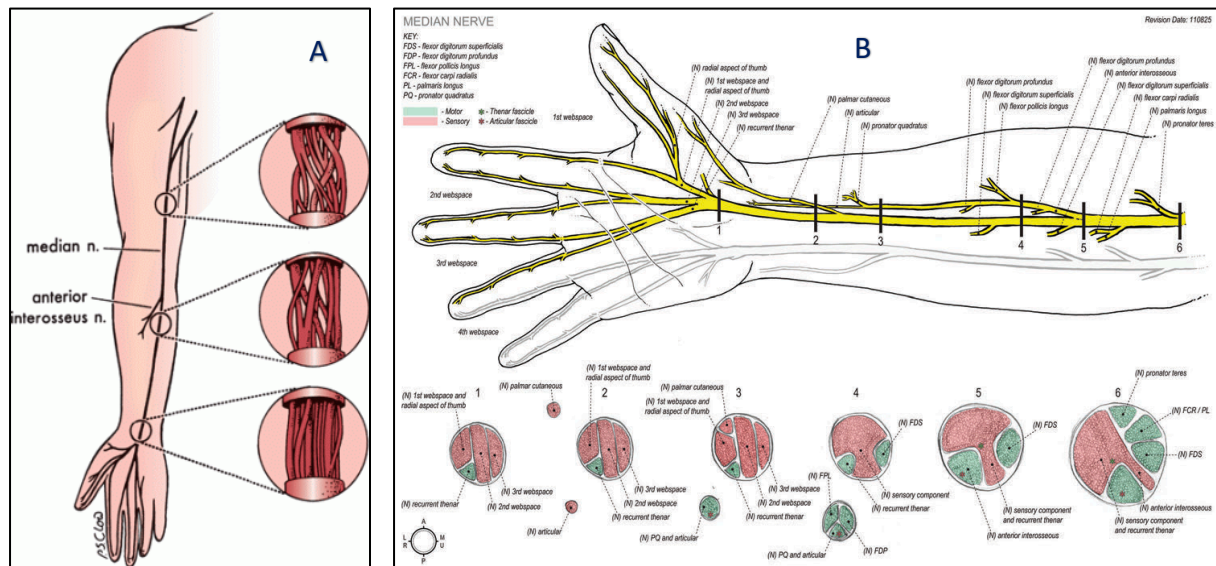 A
median n.
anterior
interosseus n.
MEDIAN NERVE
KEY:
FDS - flexor digitorum superficialis
FDP - flexor digitorum profundus
FPL - flexor pollicis longus
FCR - flexor carpi radialis
PL - palmaris longus
PQ - pronator quadratus
- Motor
- Thenar fascicle
- Sensory
- Articular fascicle
B
Revision Date: 110825
(N) radial aspect of thumb
(N) 1st webspace and
radial aspect of thumb
(N) 2nd webspace
(N) 3rd webspace
(N) recurrent thenar
(N) palmar cutaneous
(N) articular
(N) pronator quadratus
(N) flexor digitorum profundus
(N) flexor digitorum superficialis
(N) flexor pollicis longus
(N) flexor digitorum profundus
(N) anterior interosseous
(N) flexor digitorum superficialis
(N) flexor carpi radialis
(N) palmaris longus
(N) pronator teres
1st webspace
2nd webspace
3rd webspace
4th webspace
1
2
3
4
5
6
1
(N) 1st webspace and
radial aspect of thumb
(N) recurrent thenar
(N) 2nd webspace
(N) 3rd webspace
(N) palmar cutaneous
2
(N) 1st webspace and
radial aspect of thumb
(N) 3rd webspace
(N) 2nd webspace
(N) recurrent thenar
(N) articular
3
(N) palmar cutaneous
(N) 1st webspace and
radial aspect of thumb
(N) 3rd webspace
(N) 2nd webspace
(N) recurrent thenar
(N) PQ and articular
4
(N) FDS
(N) sensory component
and recurrent thenar
(N) FPL
(N) PQ and articular
(N) FDP
5
(N) FDS
(N) sensory component
and recurrent thenar
(N) anterior interosseous
6
(N) pronator teres
(N) FCR / PL
(N) FDS
(N) anterior interosseous
(N) sensory component
and recurrent thenar
A
L
R
M
U
P